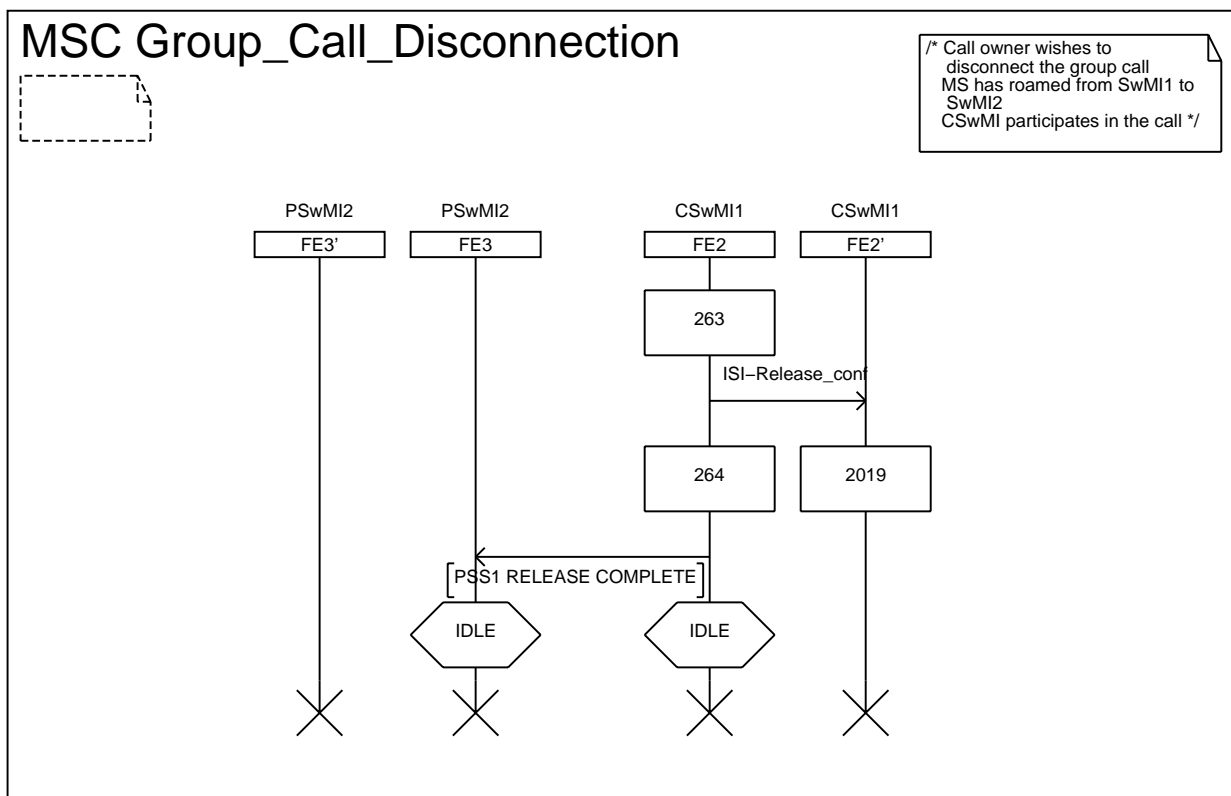 MSC Group_Call_Disconnection
/* Call owner wishes to
disconnect the group call
MS has roamed from SwMI1 to
SwMI2
CSwMI participates in the call */
PSwMI2 PSwMI2 CSwMI1 CSwMI1
FE3' FE3 FE2 FE2'
263
ISI−Release_conf
264 2019
PSS1 RELEASE COMPLETE
IDLE IDLE